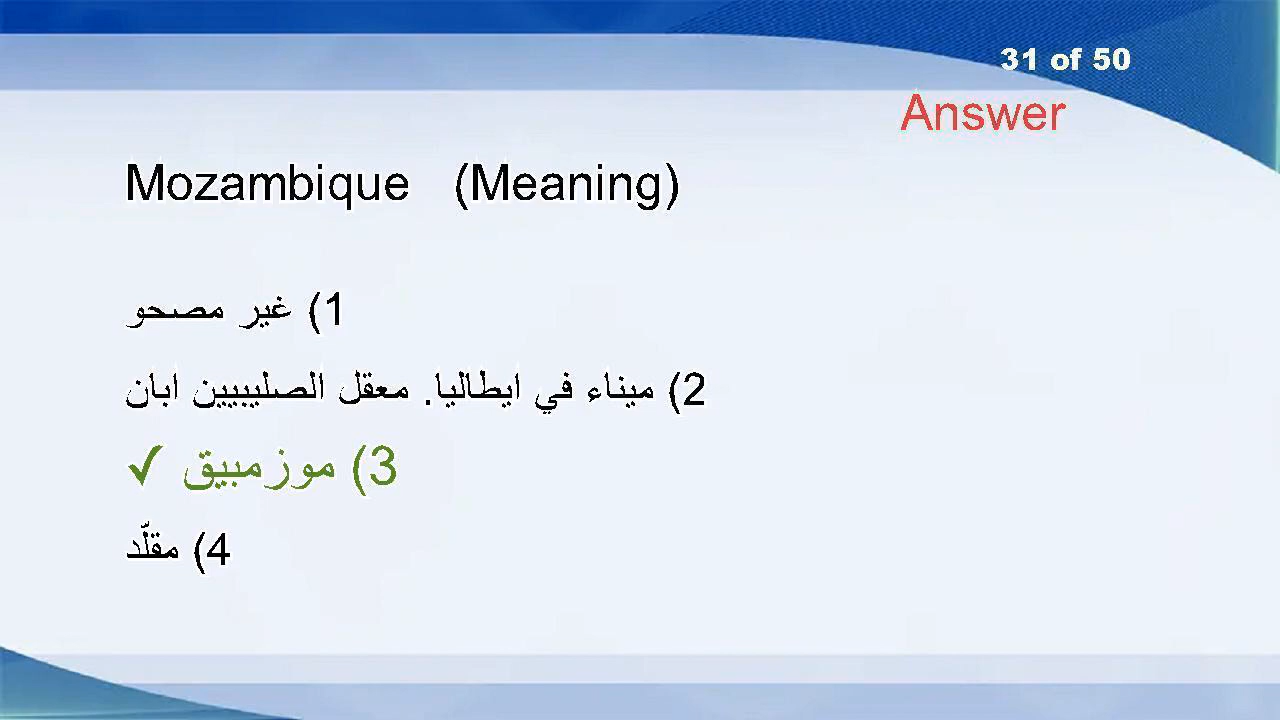 31 of 50
Answer
Mozambique (Meaning)
1) غير مصحو
2) ميناء في ايطاليا. معقل الصليبيين ابان
3) موزمبيق ✓
4) مقلّد